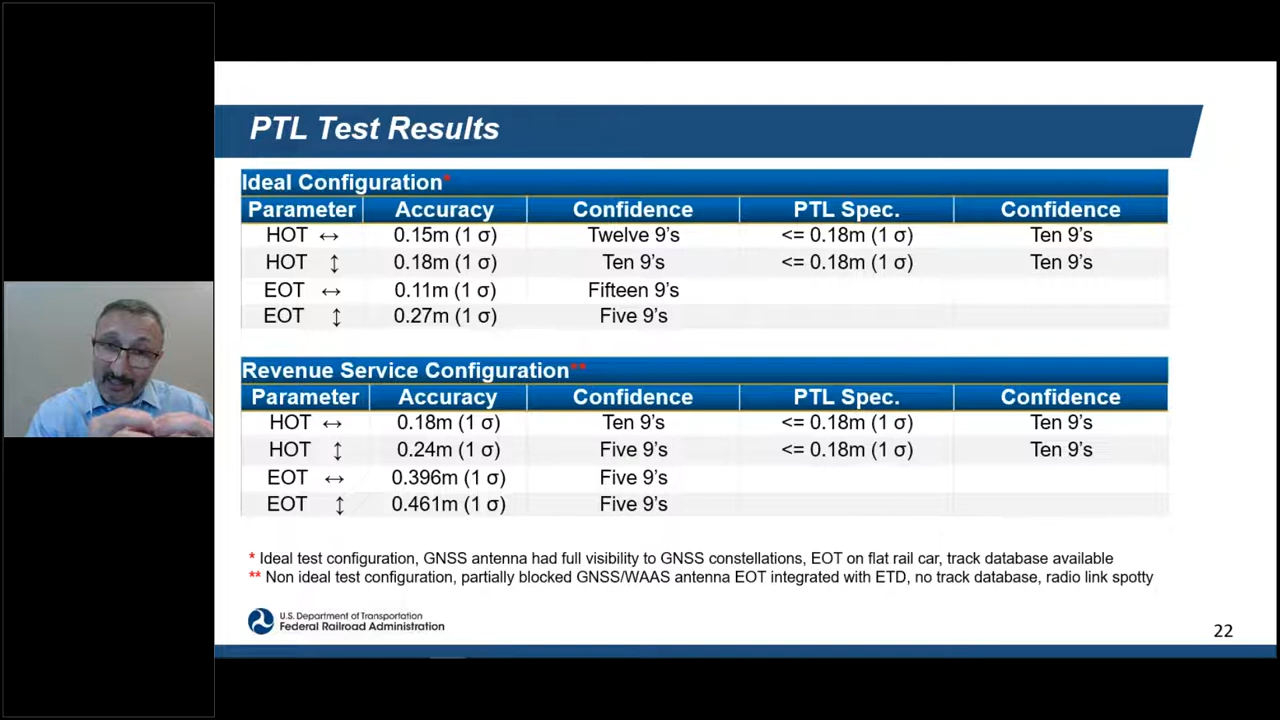 PTL Test Results
Ideal Configuration*
Parameter Accuracy Confidence PTL Spec. Confidence
HOT ↔ 0.15m (1 σ) Twelve 9's <= 0.18m (1 σ) Ten 9's
HOT ↕ 0.18m (1 σ) Ten 9's <= 0.18m (1 σ) Ten 9's
EOT ↔ 0.11m (1 σ) Fifteen 9's
EOT ↕ 0.27m (1 σ) Five 9's
Revenue Service Configuration**
Parameter Accuracy Confidence PTL Spec. Confidence
HOT ↔ 0.18m (1 σ) Ten 9's <= 0.18m (1 σ) Ten 9's
HOT ↕ 0.24m (1 σ) Five 9's <= 0.18m (1 σ) Ten 9's
EOT ↔ 0.396m (1 σ) Five 9's
EOT ↕ 0.461m (1 σ) Five 9's
* Ideal test configuration, GNSS antenna had full visibility to GNSS constellations, EOT on flat rail car, track database available
** Non ideal test configuration, partially blocked GNSS/WAAS antenna EOT integrated with ETD, no track database, radio link spotty
U.S. Department of Transportation
Federal Railroad Administration
22